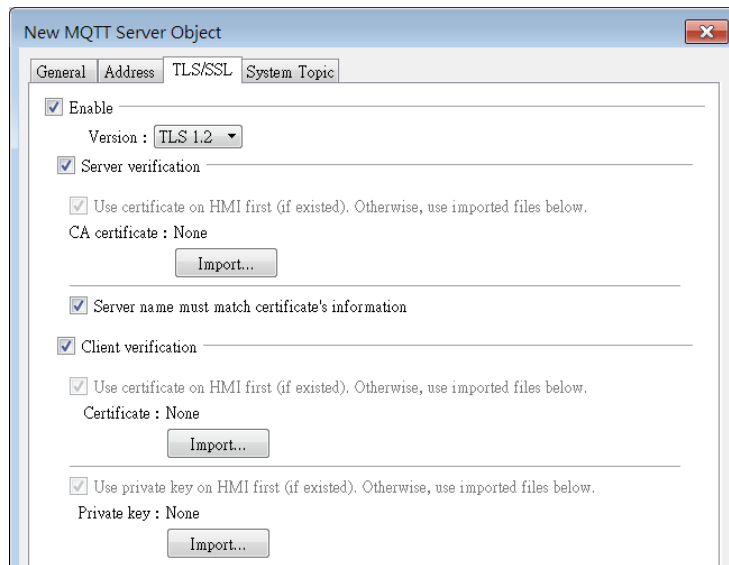 New MQTT Server Object
General Address TLS/SSL System Topic
Enable
Version : TLS 1.2
Server verification
Use certificate on HMI first (if existed). Otherwise, use imported files below.
CA certificate : None
Import...
Server name must match certificate's information
Client verification
Use certificate on HMI first (if existed). Otherwise, use imported files below.
Certificate : None
Import...
Use private key on HMI first (if existed). Otherwise, use imported files below.
Private key : None
Import...